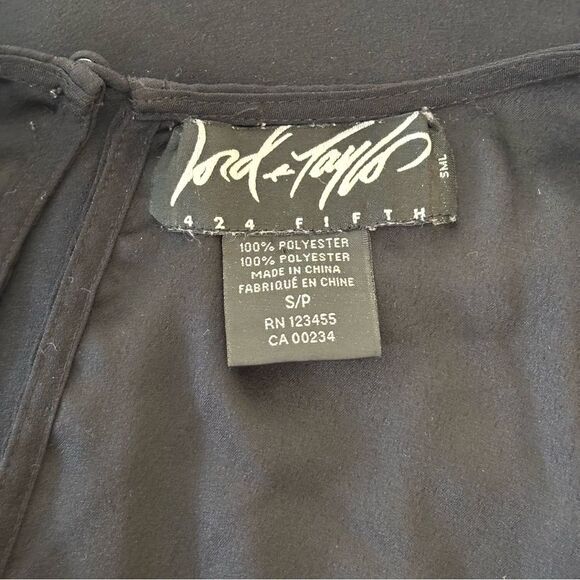 Lord & Taylor
424 FIFTH
SML
100% POLYESTER
100% POLYESTER
MADE IN CHINA
FABRIQUÉ EN CHINE
S/P
RN 123455
CA 00234